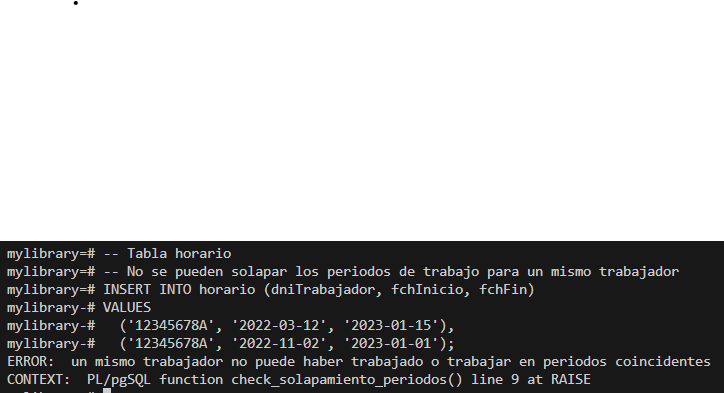 mylibrary=# -- Tabla horario
mylibrary=# -- No se pueden solapar los periodos de trabajo para un mismo trabajador
mylibrary=# INSERT INTO horario (dniTrabajador, fchInicio, fchFin)
mylibrary-# VALUES
mylibrary-#   ('12345678A', '2022-03-12', '2023-01-15'),
mylibrary-#   ('12345678A', '2022-11-02', '2023-01-01');
ERROR:  un mismo trabajador no puede haber trabajado o trabajar en periodos coincidentes
CONTEXT:  PL/pgSQL function check_solapamiento_periodos() line 9 at RAISE